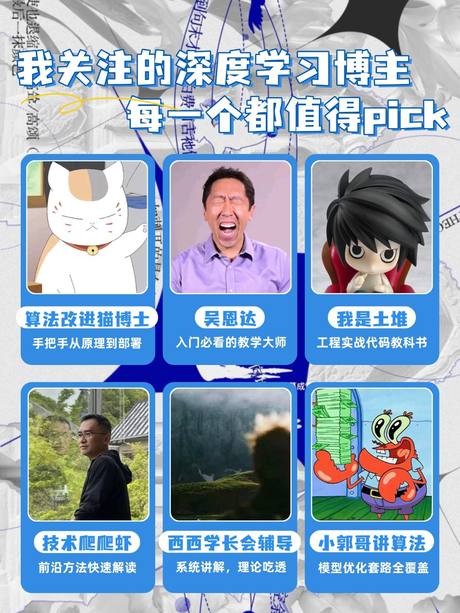 我关注的深度学习博主
每一个都值得pick
算法改进猫博士
手把手从原理到部署
吴恩达
入门必看的教学大师
我是土堆
工程实战代码教科书
技术爬爬虾
前沿方法快速解读
西西学长会辅导
系统讲解，理论吃透
小郭哥讲算法
模型优化套路全覆盖